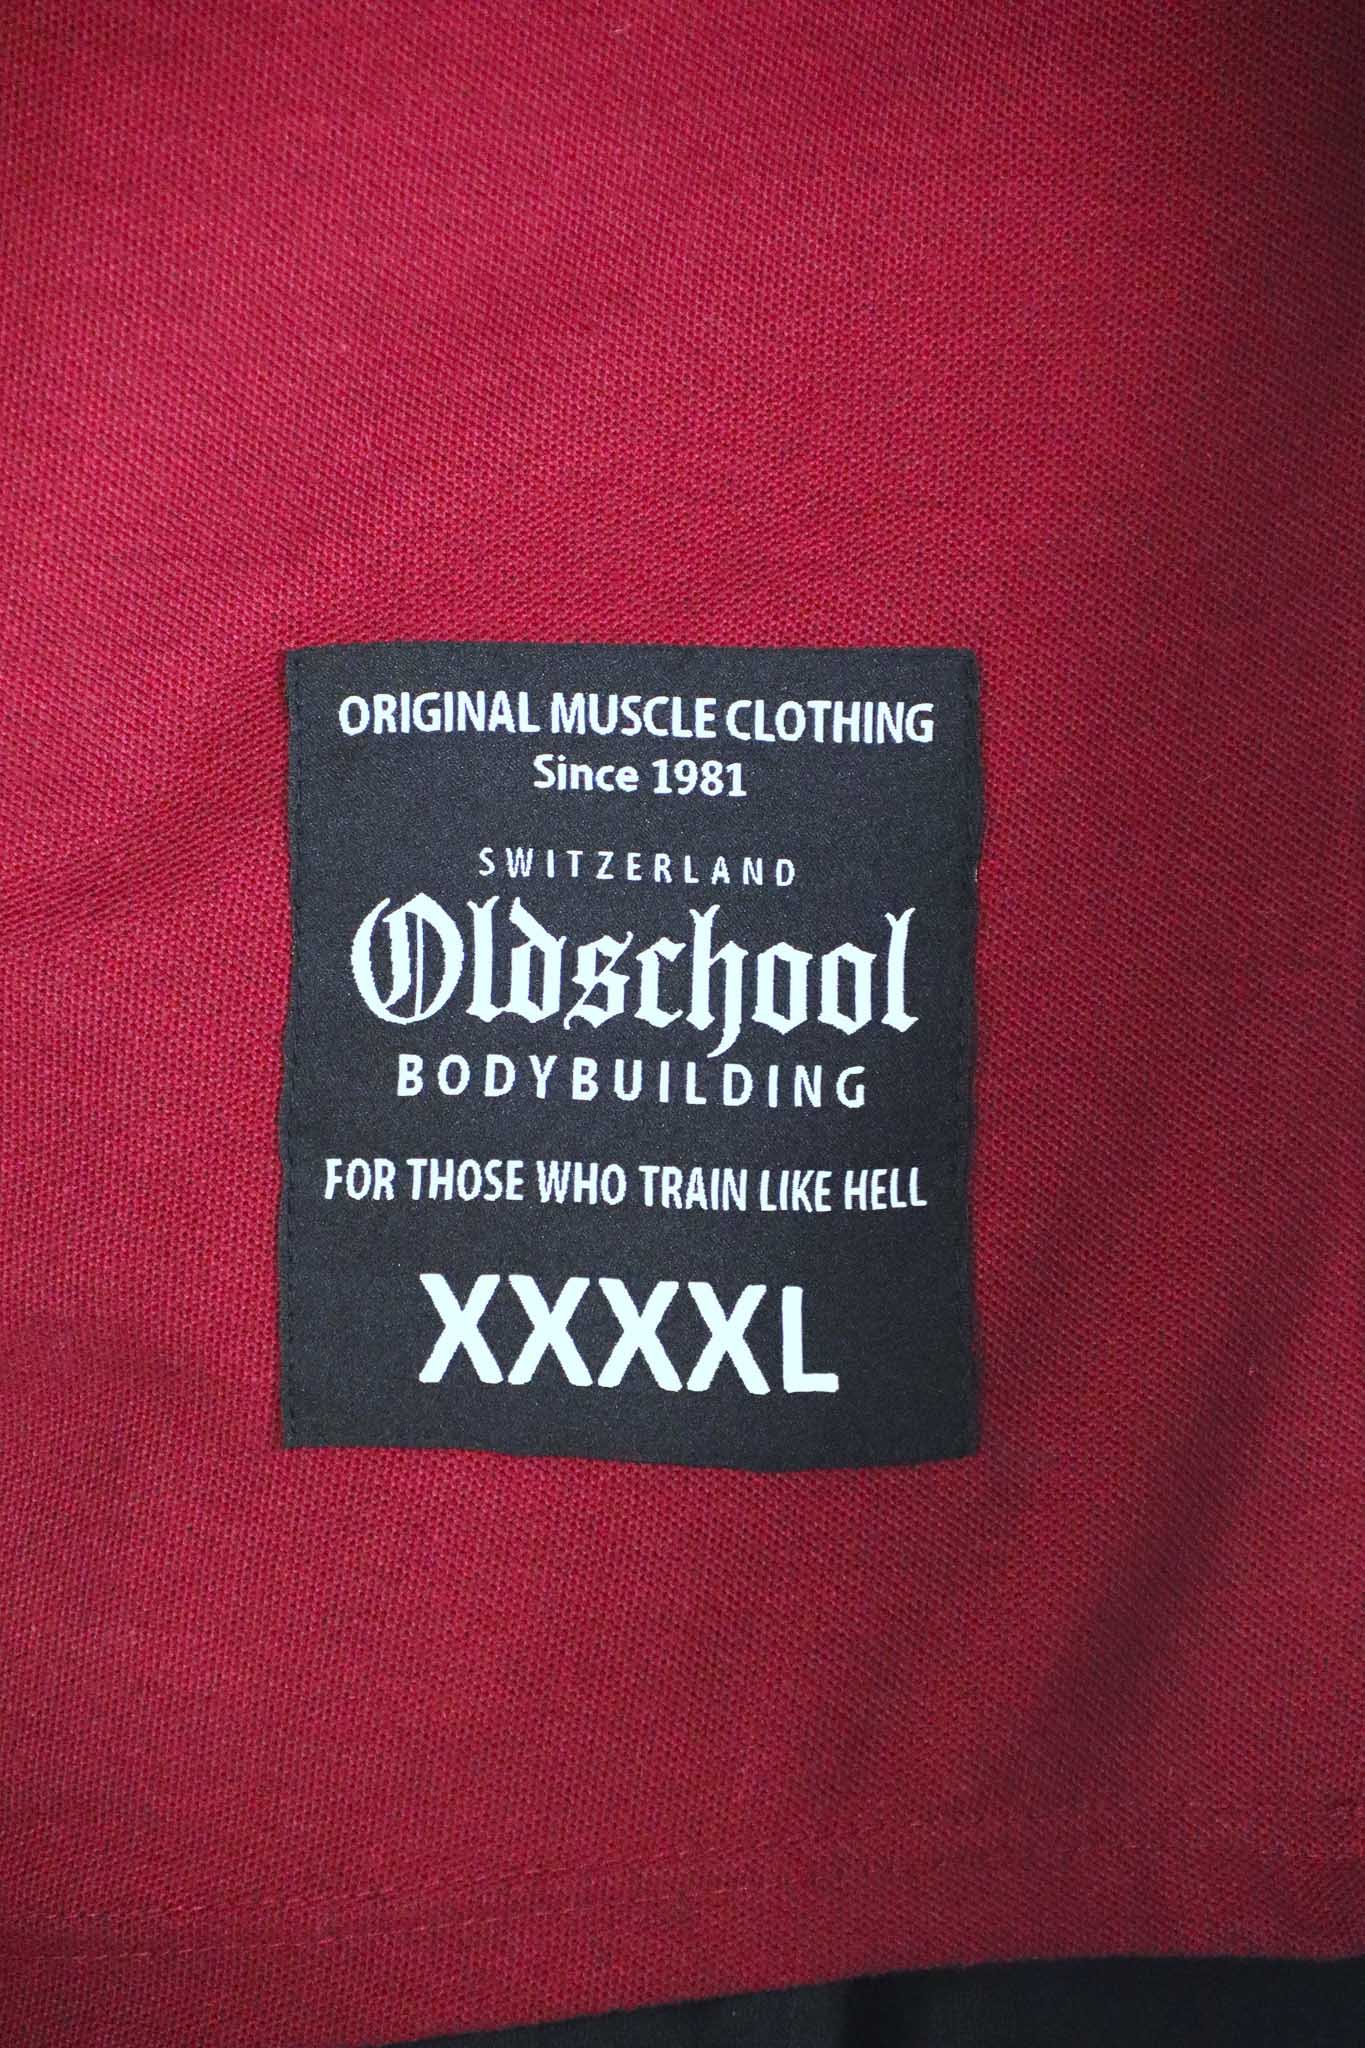 ORIGINAL MUSCLE CLOTHING
Since 1981
SWITZERLAND
Oldschool
BODYBUILDING
FOR THOSE WHO TRAIN LIKE HELL
XXXXL